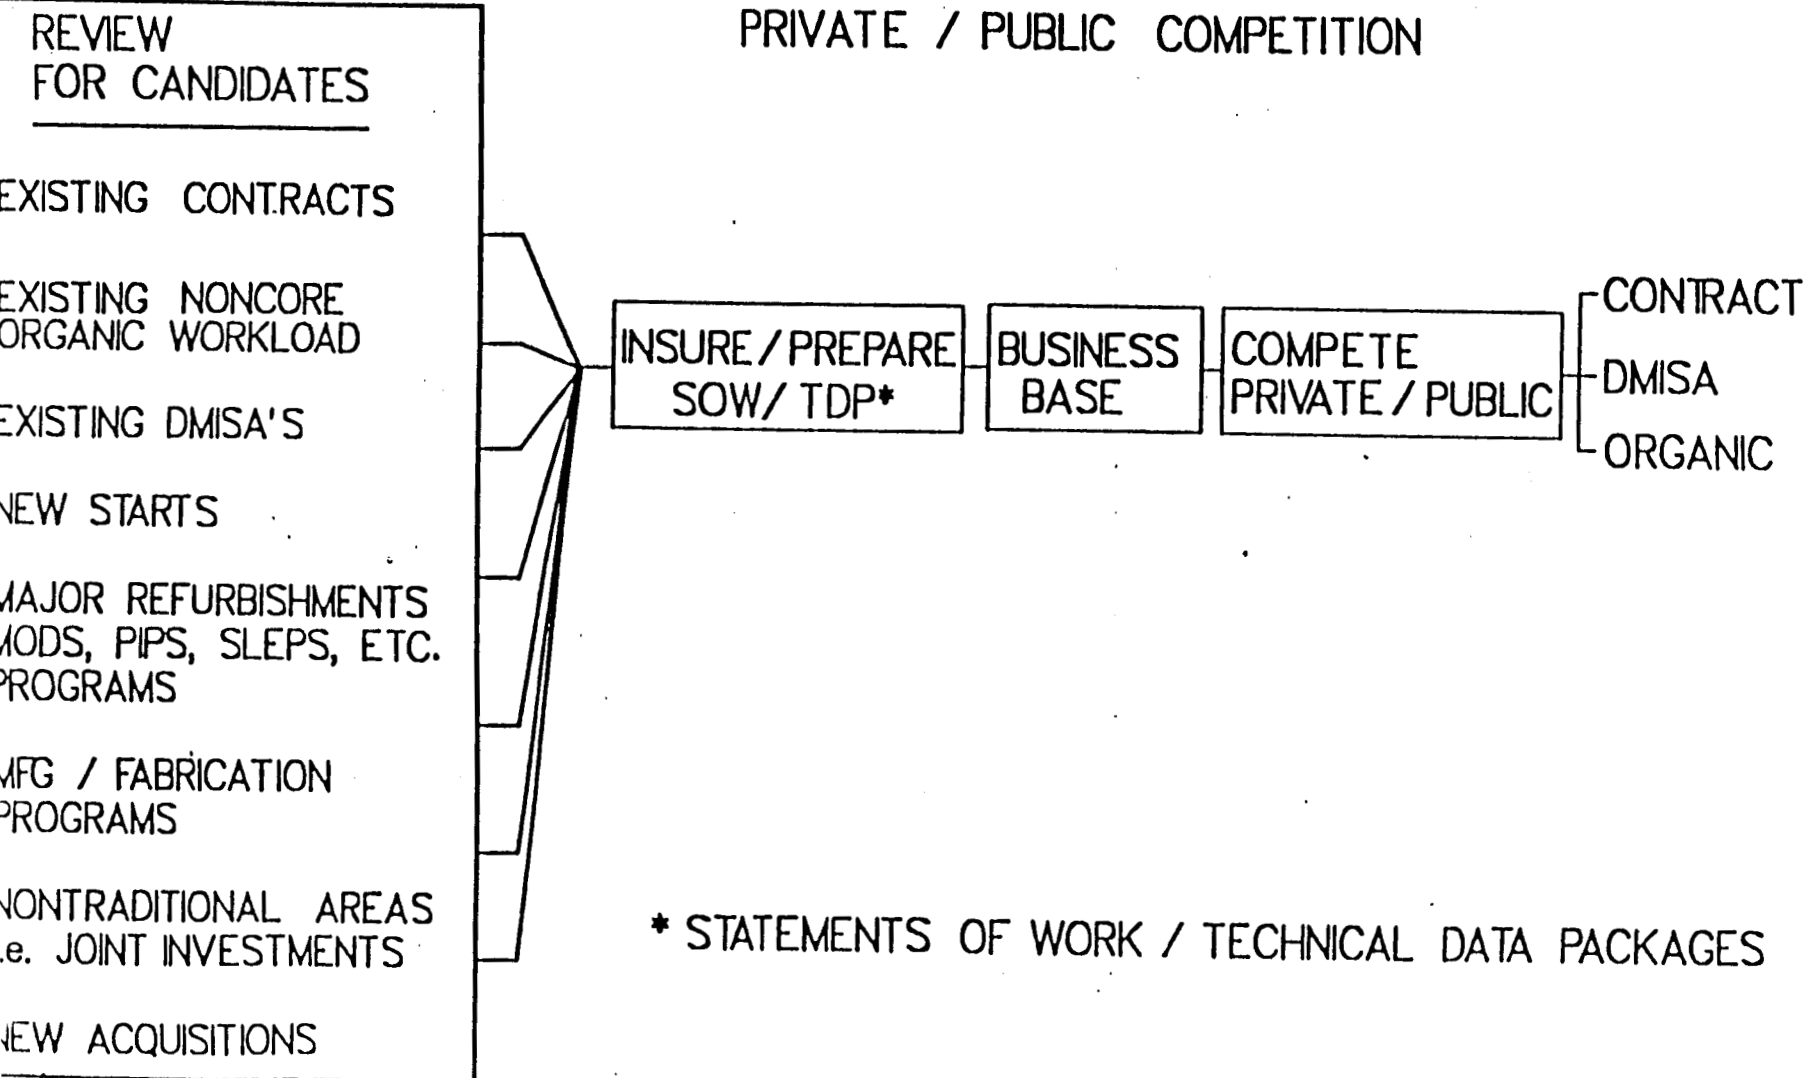 REVIEW
FOR CANDIDATES
EXISTING CONTRACTS
EXISTING NONCORE
ORGANIC WORKLOAD
EXISTING DMISA'S
NEW STARTS
MAJOR REFURBISHMENTS
MODS, PIPS, SLEPS, ETC.
PROGRAMS
MFG / FABRICATION
PROGRAMS
NONTRADITIONAL AREAS
i.e. JOINT INVESTMENTS
NEW ACQUISITIONS
PRIVATE / PUBLIC COMPETITION
INSURE / PREPARE
SOW / TDP*
BUSINESS
BASE
COMPETE
PRIVATE / PUBLIC
CONTRACT
DMISA
ORGANIC
* STATEMENTS OF WORK / TECHNICAL DATA PACKAGES